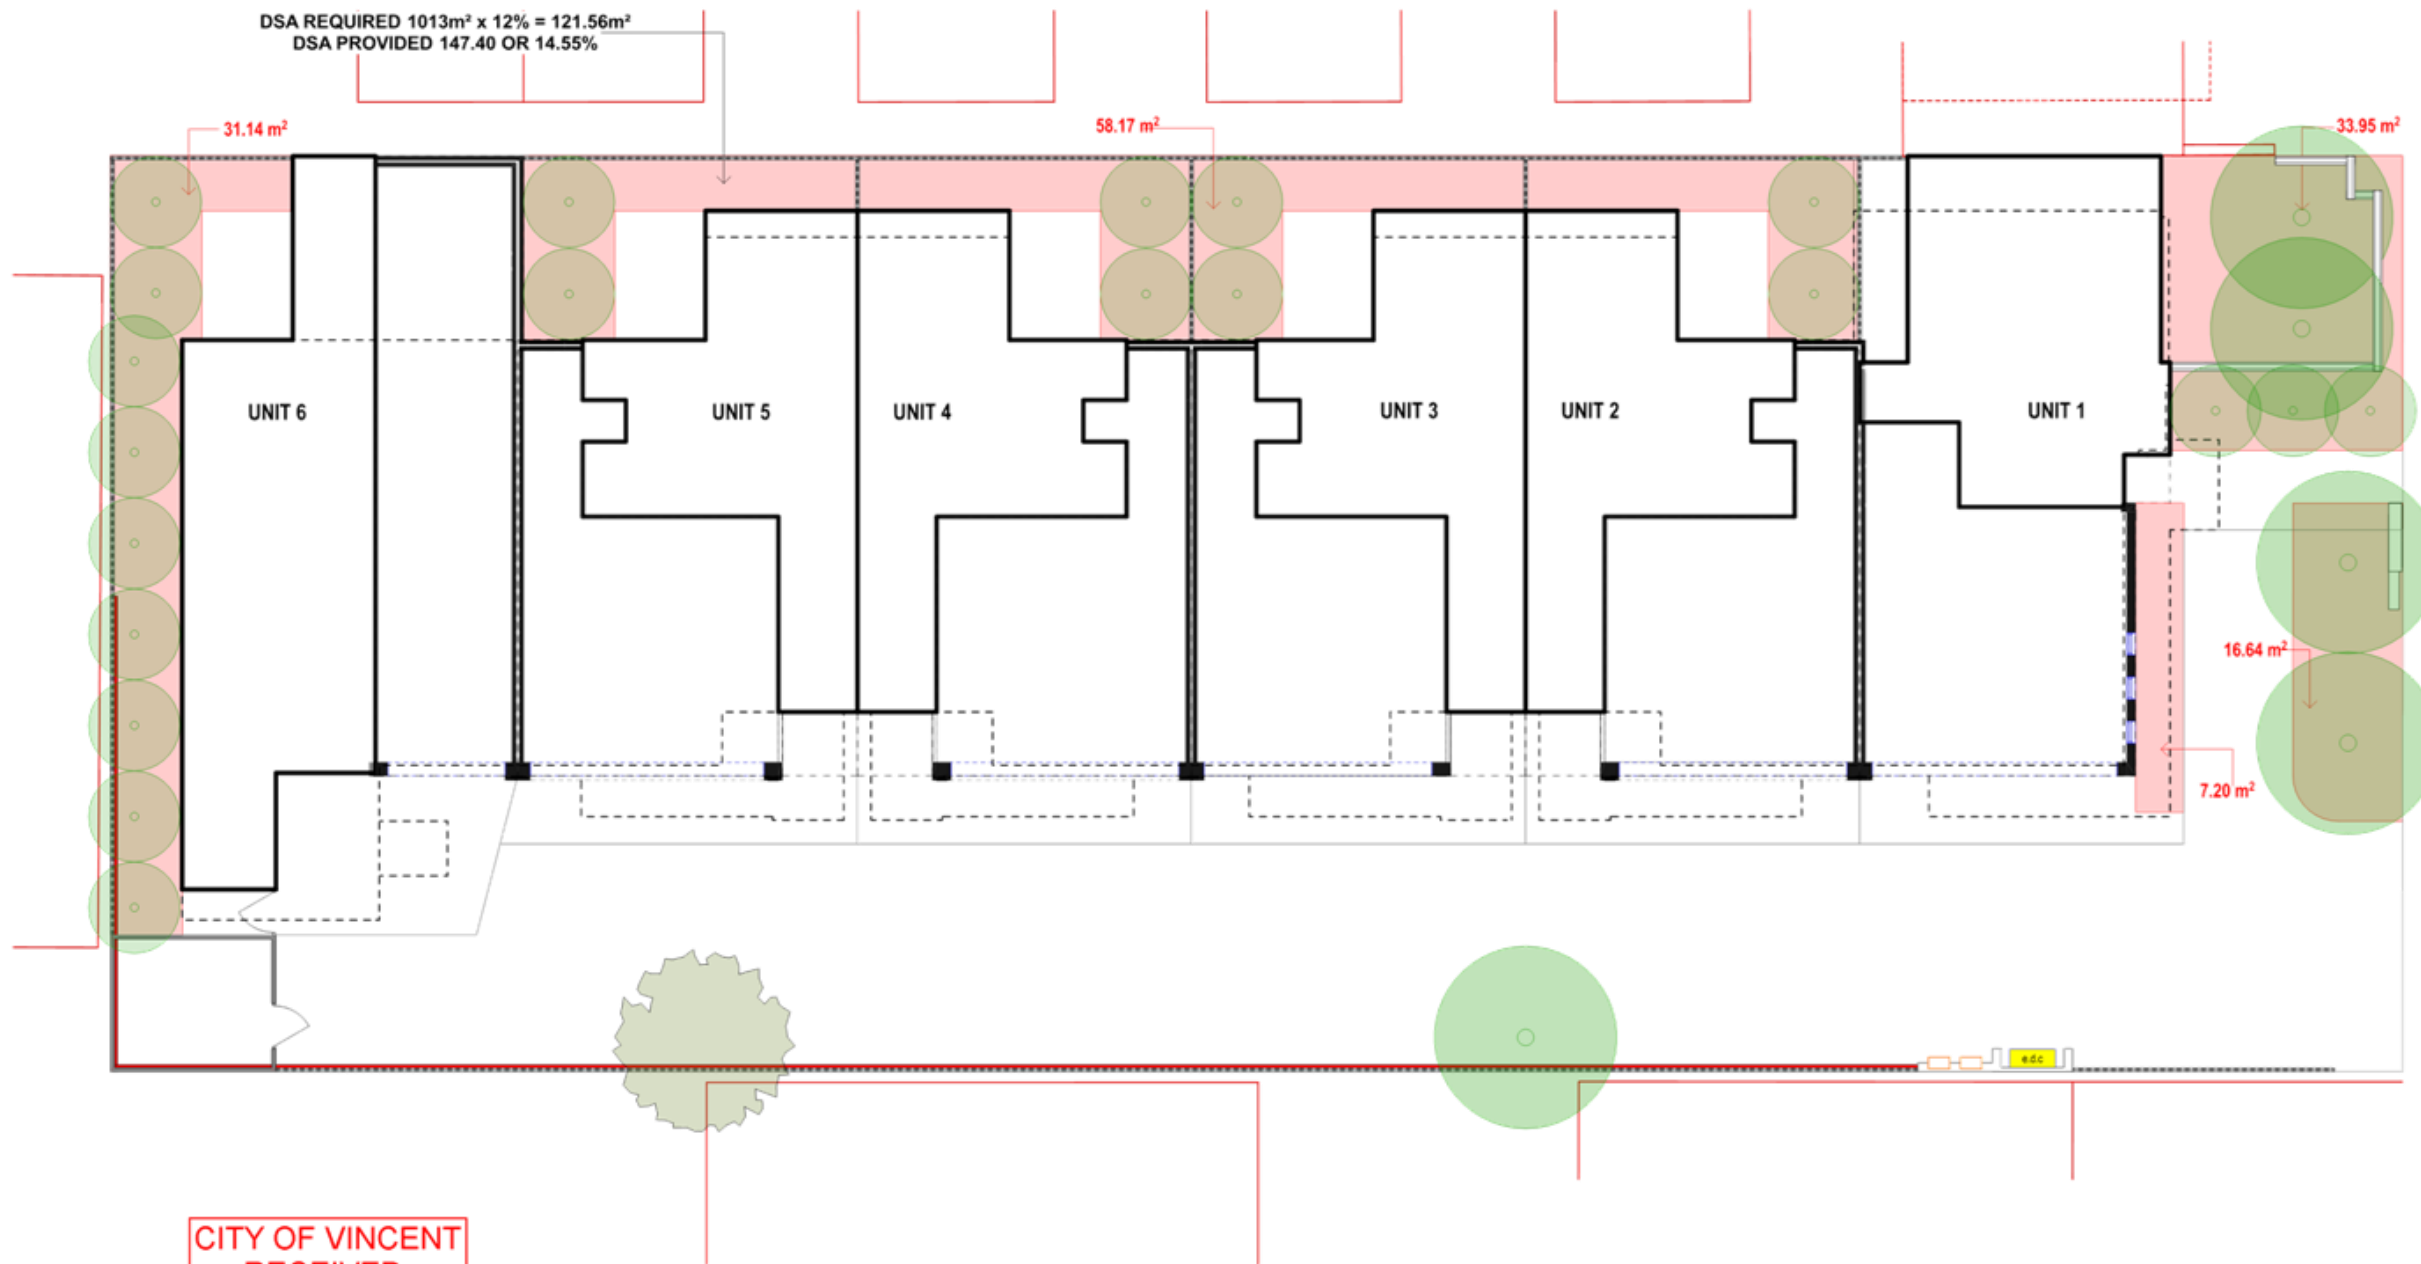 DSA REQUIRED 1013m² x 12% = 121.56m²
DSA PROVIDED 147.40 OR 14.55%
31.14 m²
58.17 m²
33.95 m²
UNIT 6
UNIT 5
UNIT 4
UNIT 3
UNIT 2
UNIT 1
16.64 m²
7.20 m²
e.d.c
CITY OF VINCENT
RECEIVED